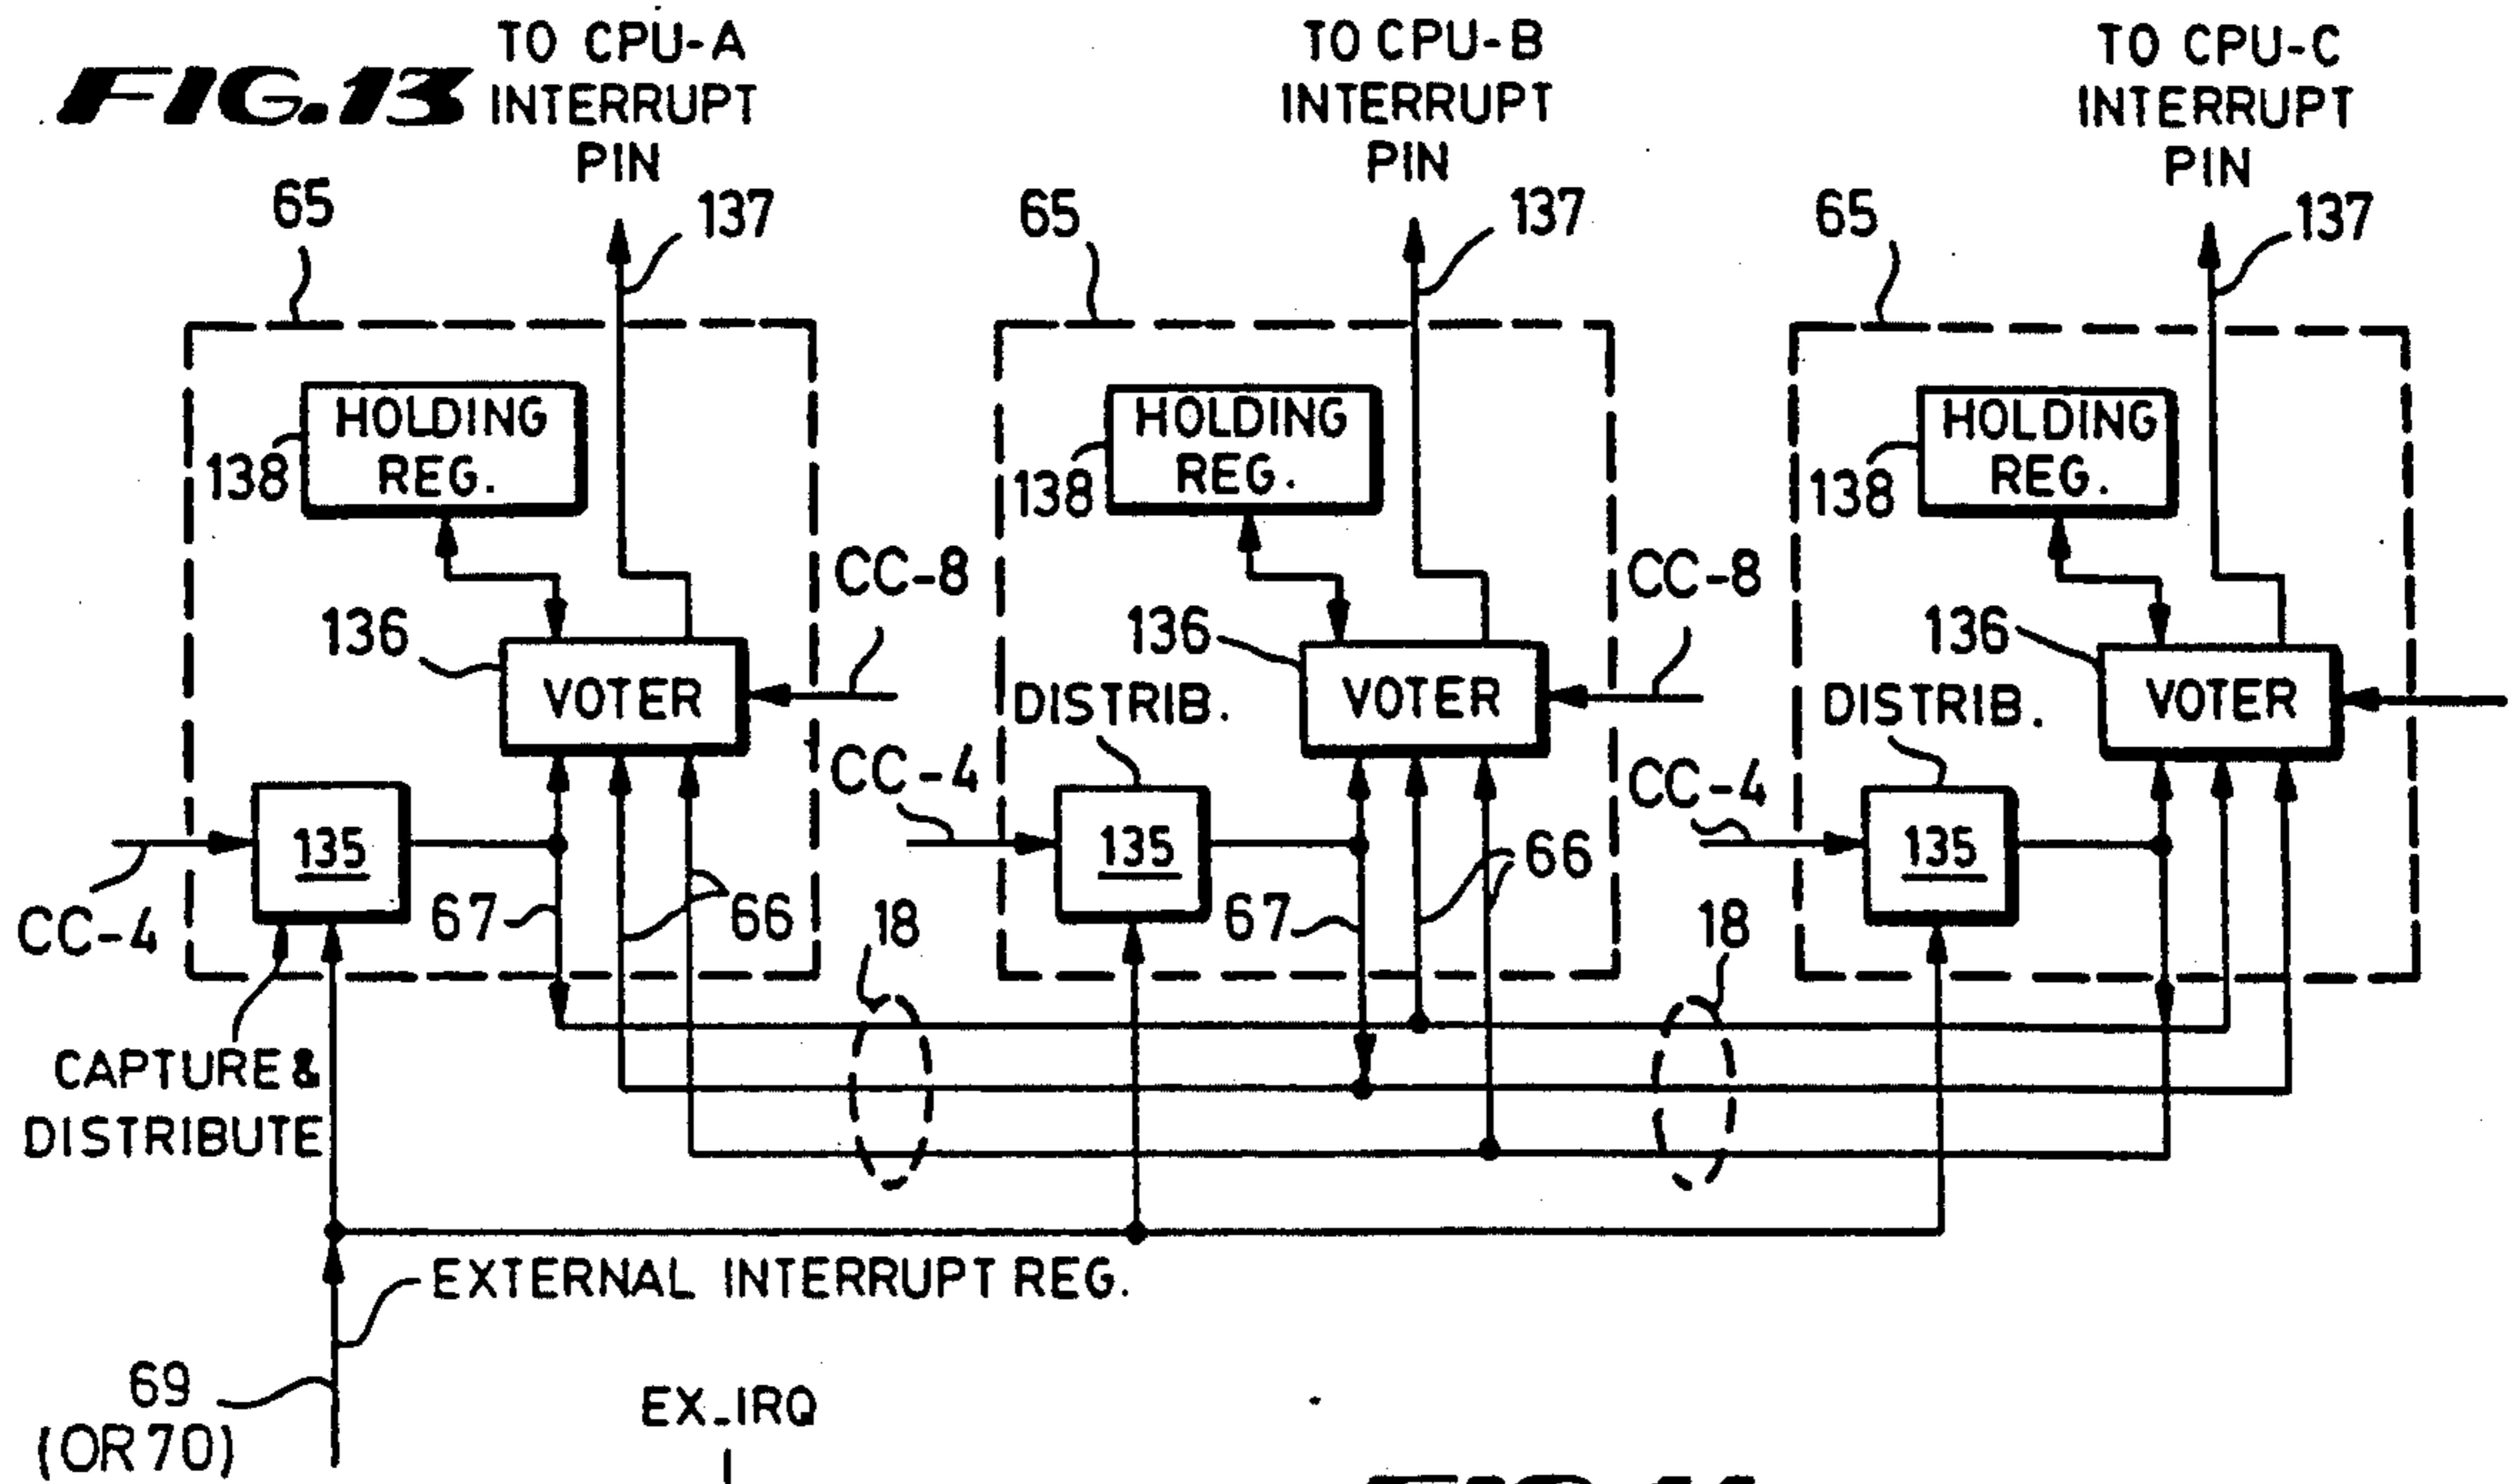 FIG.13
TO CPU-A
INTERRUPT
PIN
TO CPU-B
INTERRUPT
PIN
TO CPU-C
INTERRUPT
PIN
65
137
65
137
65
137
HOLDING
REG.
138
HOLDING
REG.
138
HOLDING
REG.
138
CC-8
CC-8
136
136
136
VOTER
DISTRIB.
VOTER
DISTRIB.
VOTER
CC-4
CC-4
135
135
135
CC-4
67
66
18
67
66
18
CAPTURE &
DISTRIBUTE
EXTERNAL INTERRUPT REG.
69
(OR 70)
EX_IRQ